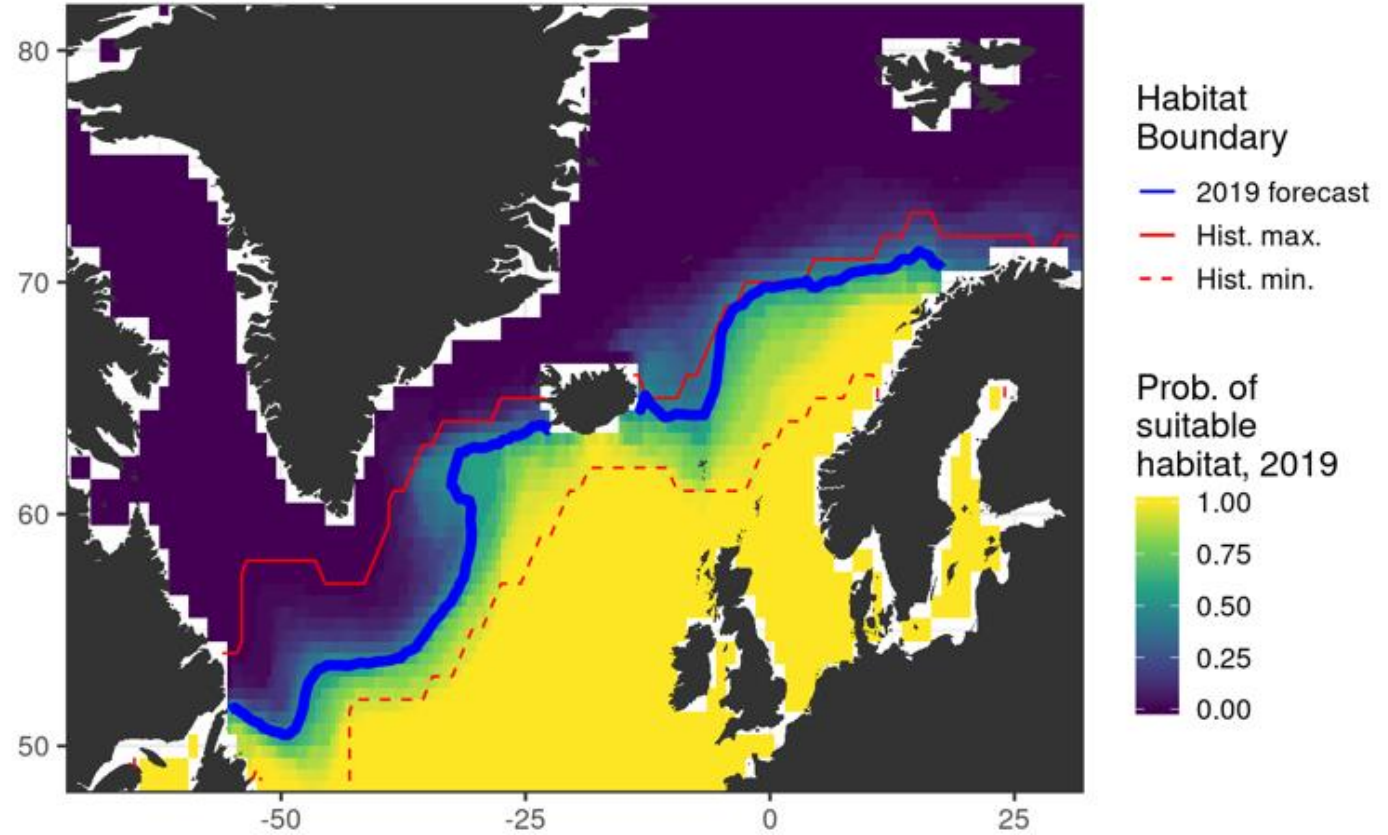 80
70
60
50
-50
-25
0
25
Habitat
Boundary
2019 forecast
Hist. max.
Hist. min.
Prob. of
suitable
habitat, 2019
1.00
0.75
0.50
0.25
0.00